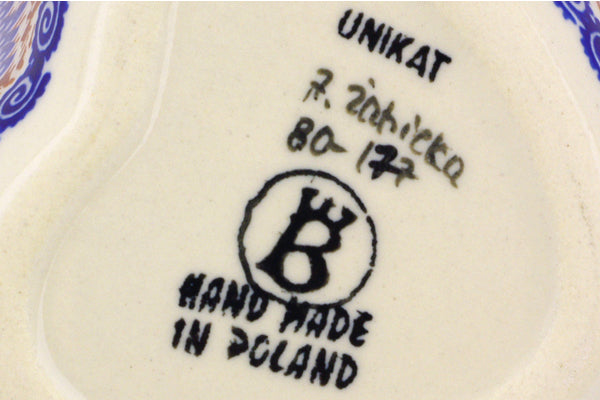 UNIKAT
80-177
B
HAND MADE
IN POLAND